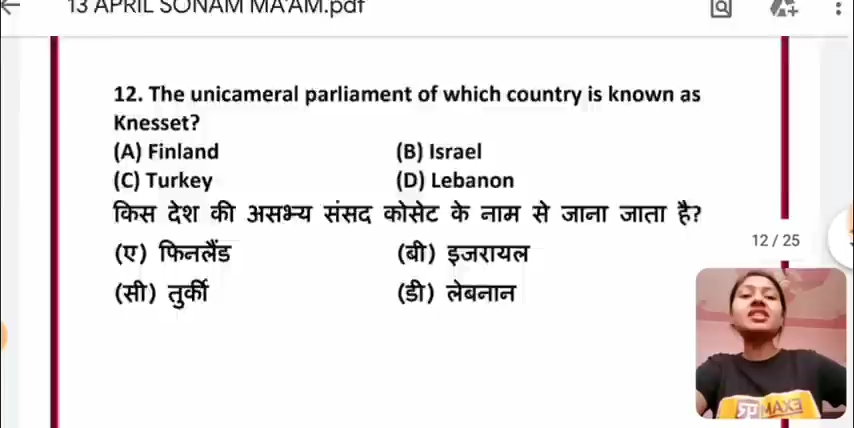 13 APRIL SONAM MA'AM.pdf
12. The unicameral parliament of which country is known as
Knesset?
(A) Finland (B) Israel
(C) Turkey (D) Lebanon
किस देश की असभ्य संसद कोसेट के नाम से जाना जाता है?
(ए) फिनलैंड (बी) इजरायल
(सी) तुर्की (डी) लेबनान
12 / 25